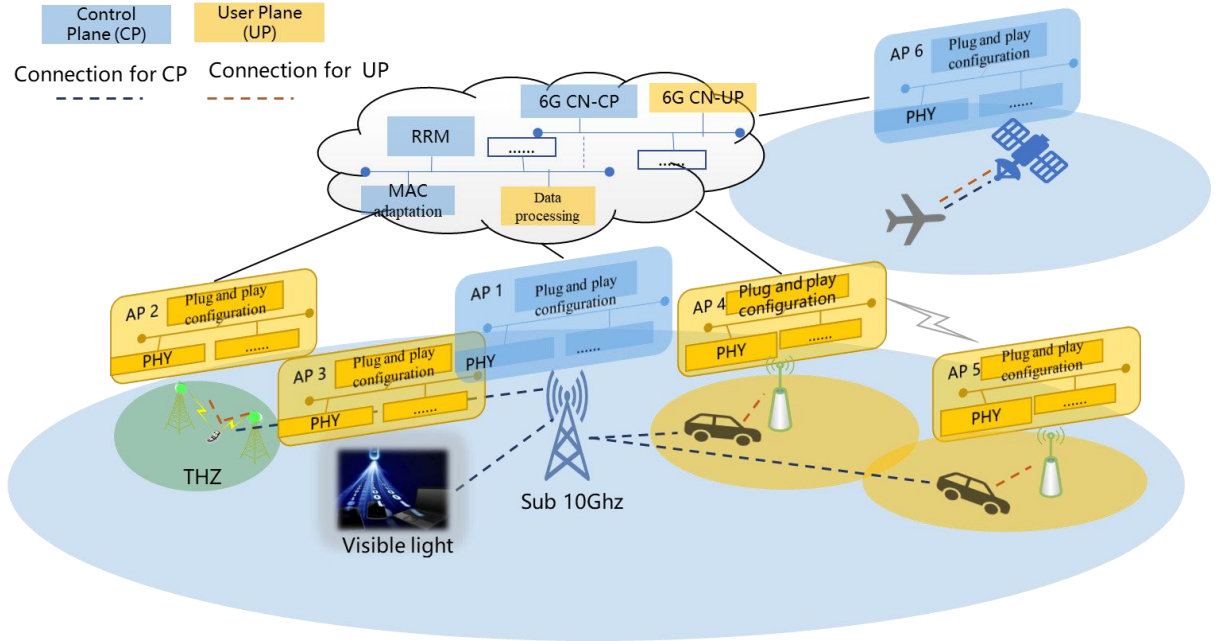 Control
Plane (CP)
User Plane
(UP)
Connection for CP
Connection for UP
6G CN-CP
6G CN-UP
RRM
......
......
MAC
adaptation
Data
processing
AP 6
Plug and play
configuration
PHY
......
AP 2
Plug and play
configuration
PHY
......
AP 3
Plug and play
configuration
PHY
......
AP 1
Plug and play
configuration
PHY
......
AP 4
Plug and play
configuration
PHY
......
AP 5
Plug and play
configuration
PHY
......
THZ
Visible light
Sub 10Ghz